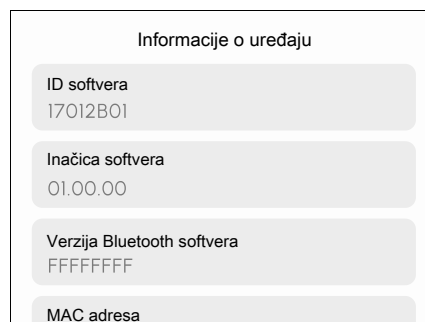 Informacije o uređaju
ID softvera
17012B01
Inačica softvera
01.00.00
Verzija Bluetooth softvera
FFFFFFFF
MAC adresa